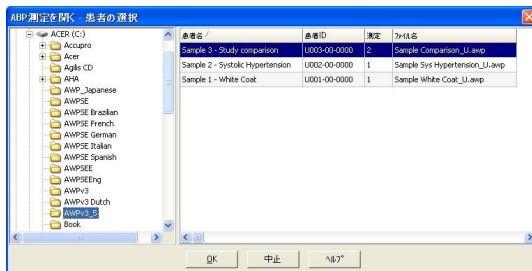 ABP測定を開く - 患者の選択
ACER (C:)
Accupro
Acer
Agilis CD
AHA
AWP_Japanese
AWPSE
AWPSE Brazilian
AWPSE French
AWPSE German
AWPSE Italian
AWPSE Spanish
AWPSEE
AWPSEEng
AWPv3
AWPv3 Dutch
AWPv3_5
Book
患者名 / 患者ID 測定 ファイル名
Sample 3 - Study comparison U003-00-0000 2 Sample Comparison_U.awp
Sample 2 - Systolic Hypertension U002-00-0000 1 Sample Sys Hypertension_U.awp
Sample 1 - White Coat U001-00-0000 1 Sample White Coat_U.awp
OK 中止 ヘルプ